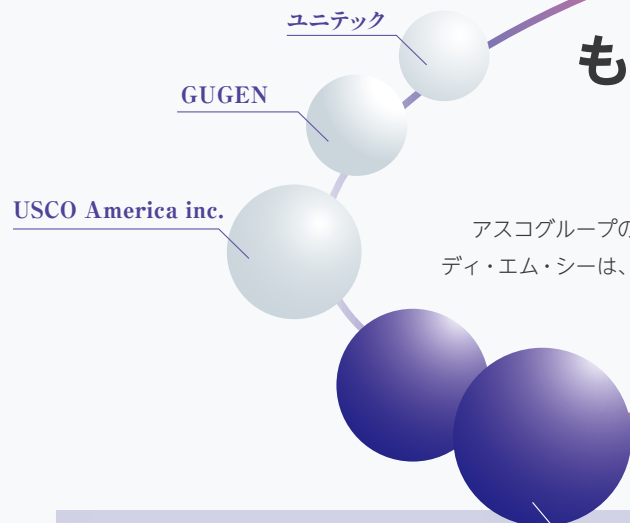 ユニテック
も
GUGEN
USCO America inc.
アスコグループの
ディ・エム・シーは、